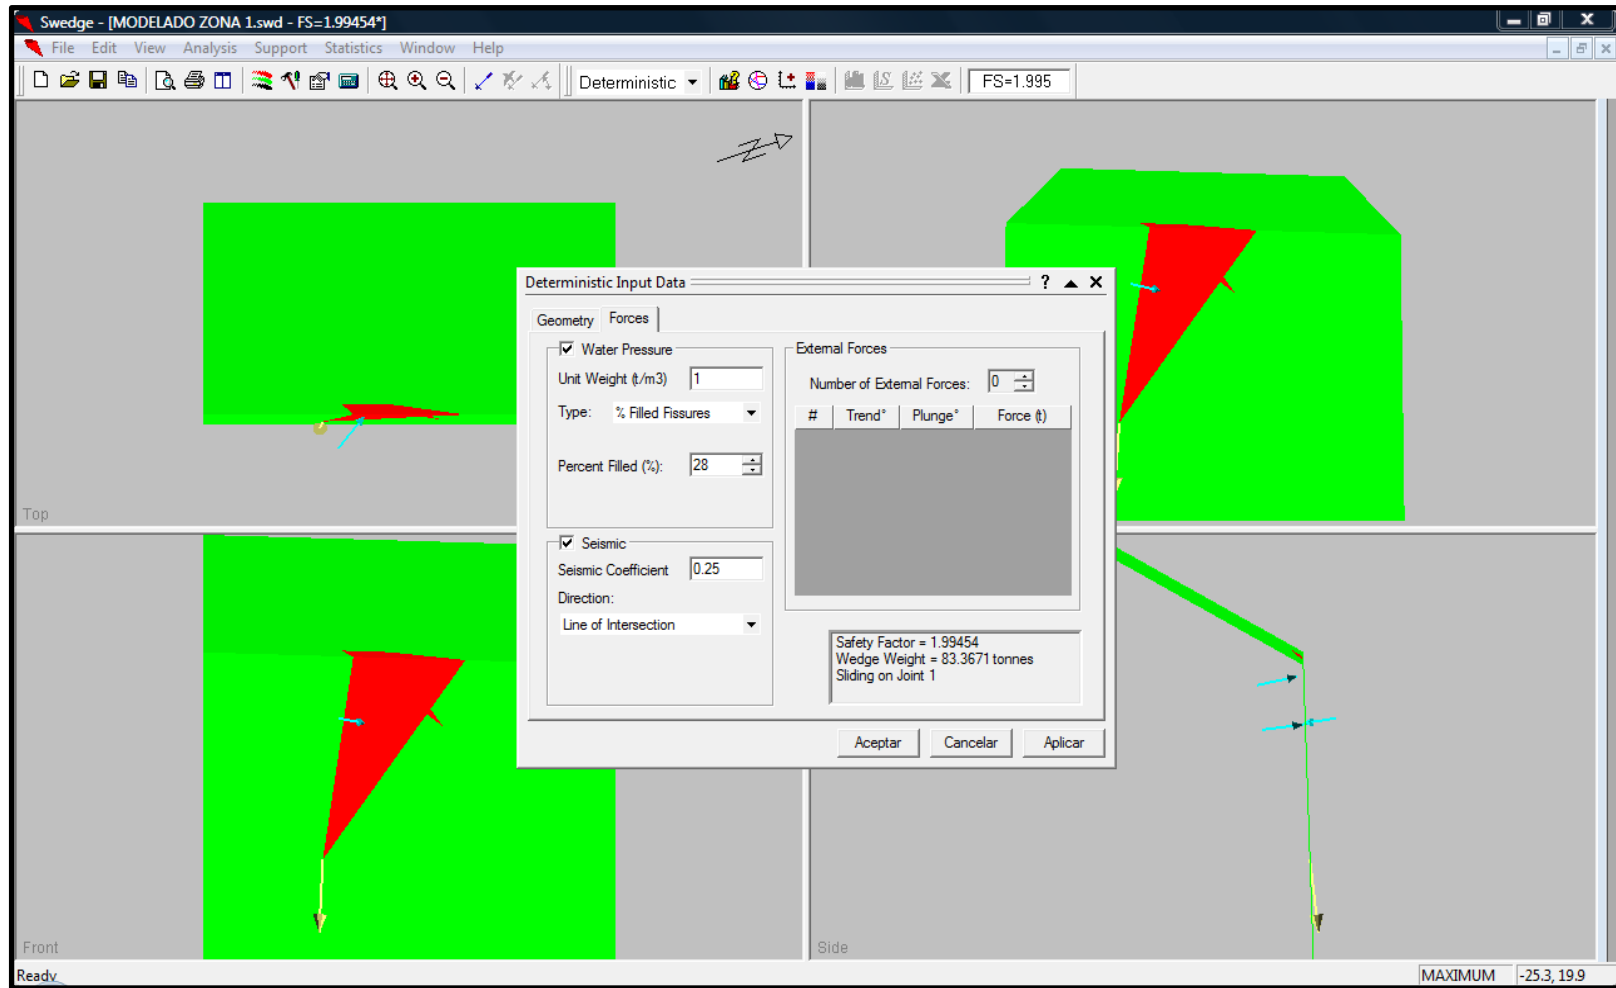 Swedge - [MODELADO ZONA 1.swd - FS=1.99454*]
File Edit View Analysis Support Statistics Window Help
Deterministic FS=1.995
Top
Deterministic Input Data ?
Geometry Forces
Water Pressure
Unit Weight (t/m3) 1
Type: % Filled Fissures
Percent Filled (%): 28
Seismic
Seismic Coefficient 0.25
Direction:
Line of Intersection
External Forces
Number of External Forces: 0
# Trend° Plunge° Force (t)
Safety Factor = 1.99454
Wedge Weight = 83.3671 tonnes
Sliding on Joint 1
Aceptar Cancelar Aplicar
Front
Side
Ready MAXIMUM -25.3, 19.9